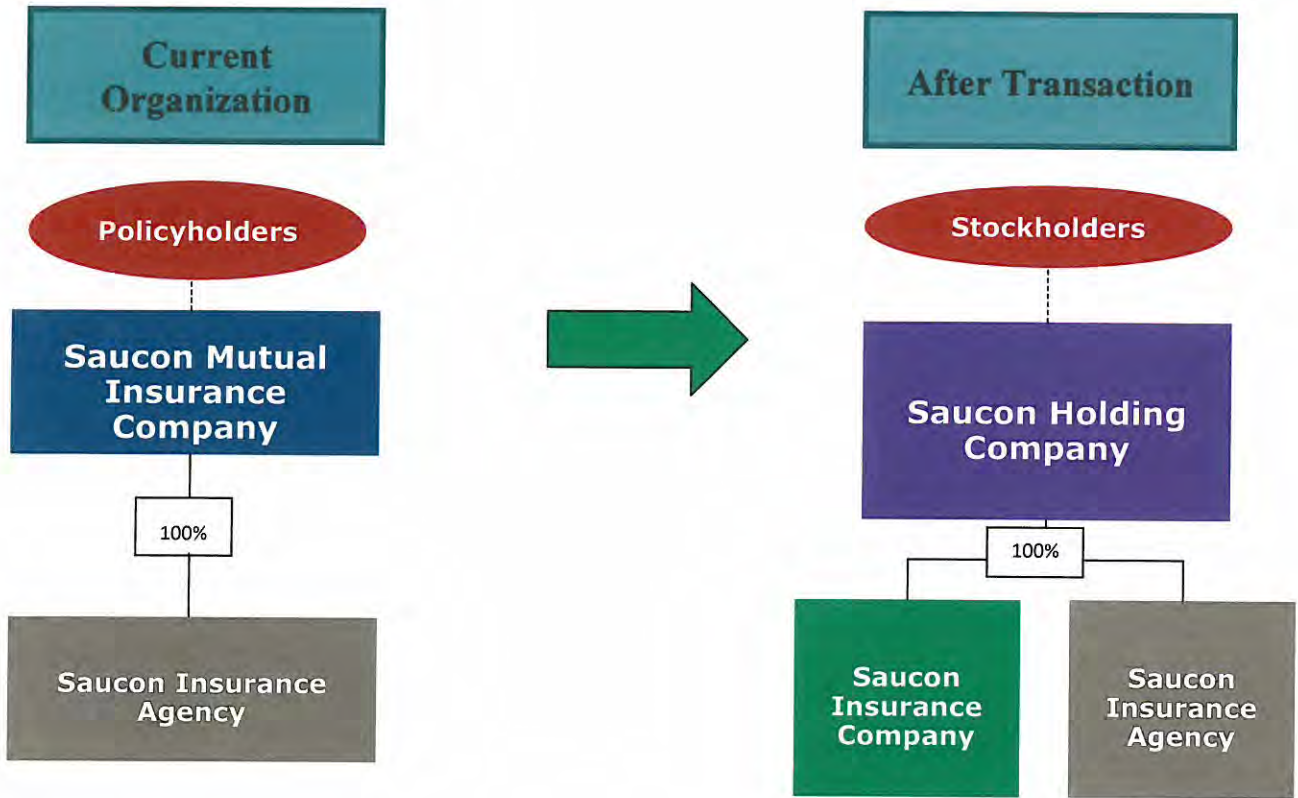 Current
Organization
Policyholders
Saucon Mutual
Insurance
Company
100%
Saucon Insurance
Agency
After Transaction
Stockholders
Saucon Holding
Company
100%
Saucon
Insurance
Company
Saucon
Insurance
Agency